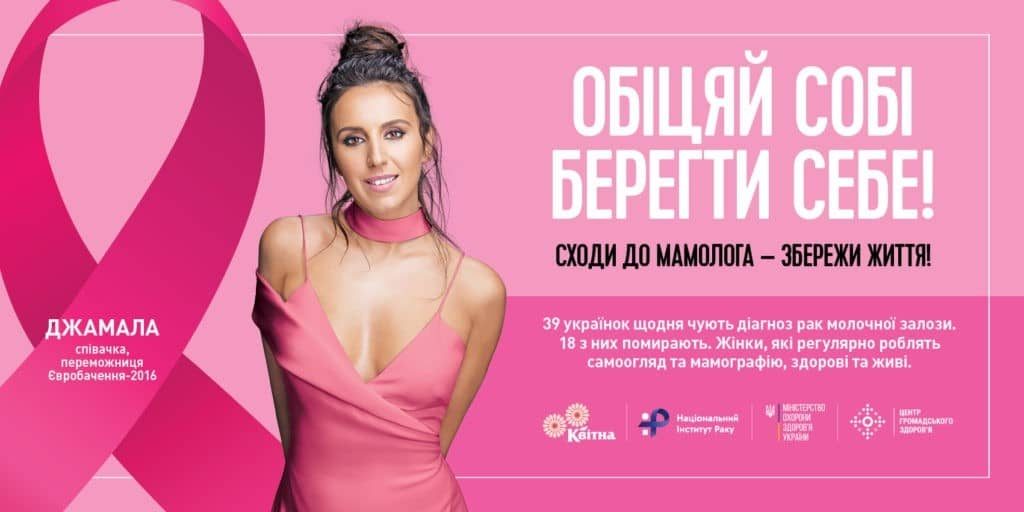 ОБІЦЯЙ СОБІ
БЕРЕГТИ СЕБЕ!
СХОДИ ДО МАМОЛОГА – ЗБЕРЕЖИ ЖИТТЯ!
ДЖАМАЛА
співачка,
переможниця
Євробачення-2016
39 українок щодня чують діагноз рак молочної залози.
18 з них помирають. Жінки, які регулярно роблять
самоогляд та мамографію, здорові та живі.
Квітна
Національний
Інститут Раку
МІНІСТЕРСТВО
ОХОРОНИ
ЗДОРОВ'Я
УКРАЇНИ
ЦЕНТР
ГРОМАДСЬКОГО
ЗДОРОВ'Я